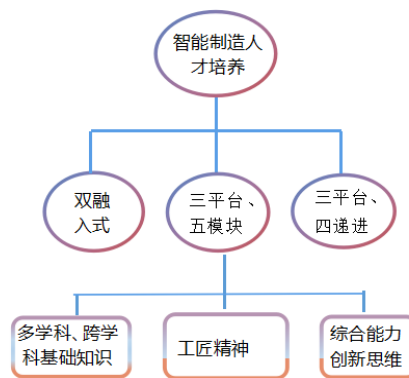 智能制造人
才培养
双融
入式
三平台、
五模块
三平台、
四递进
多学科、跨学
科基础知识
工匠精神
综合能力
创新思维